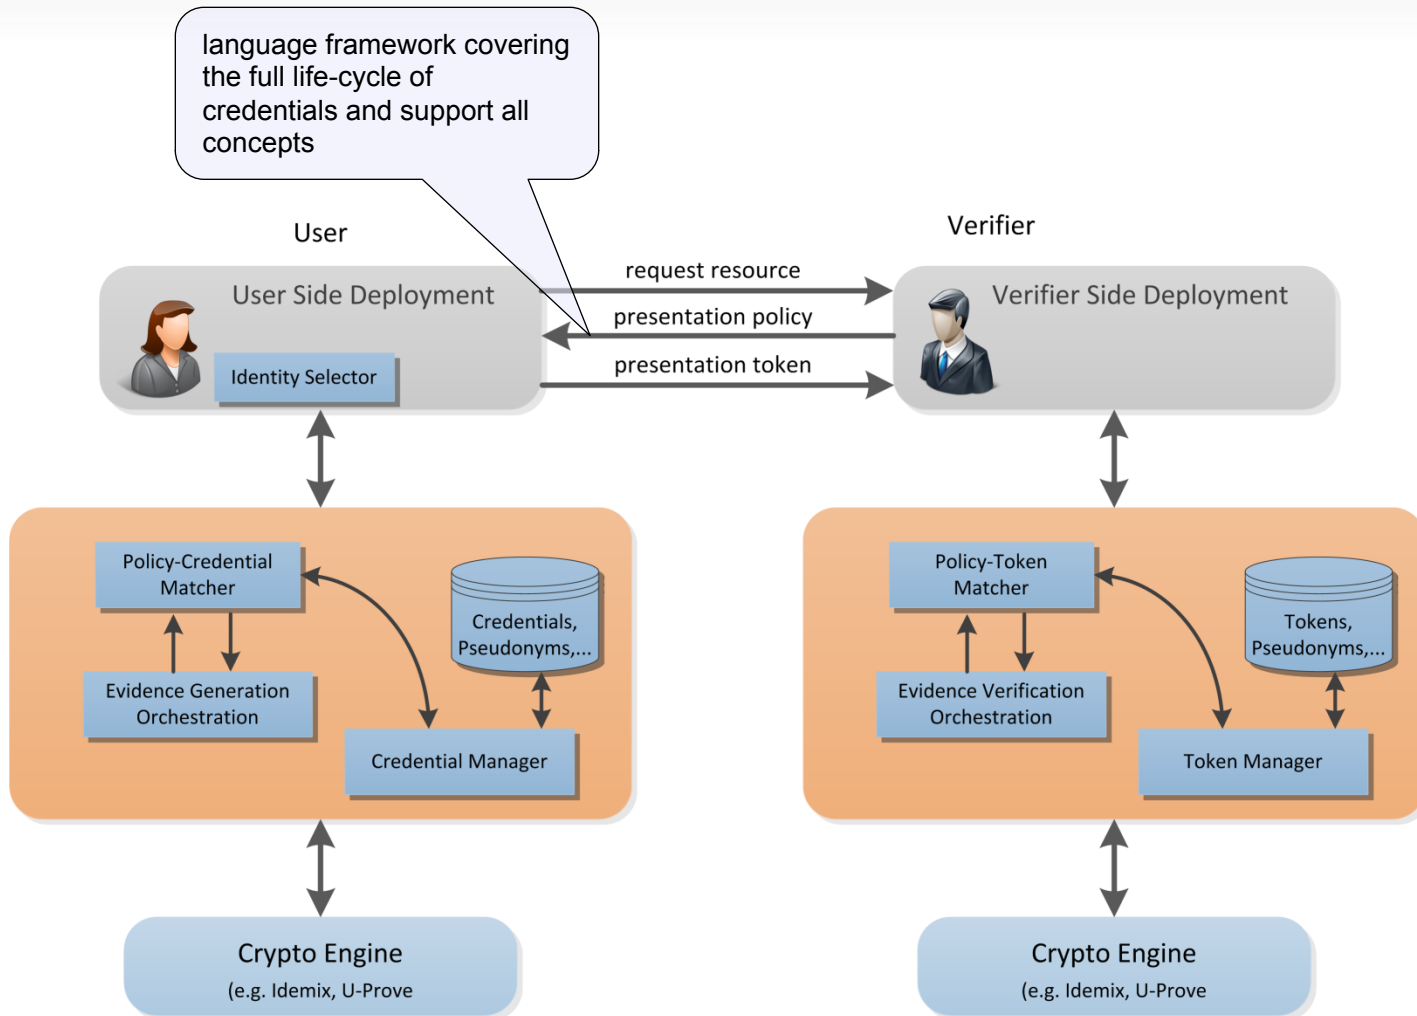 language framework covering
the full life-cycle of
credentials and support all
concepts
User
Verifier
User Side Deployment
request resource
Verifier Side Deployment
presentation policy
presentation token
Identity Selector
Policy-Credential
Matcher
Credentials,
Pseudonyms,...
Evidence Generation
Orchestration
Credential Manager
Policy-Token
Matcher
Tokens,
Pseudonyms,...
Evidence Verification
Orchestration
Token Manager
Crypto Engine
(e.g. Idemix, U-Prove
Crypto Engine
(e.g. Idemix, U-Prove